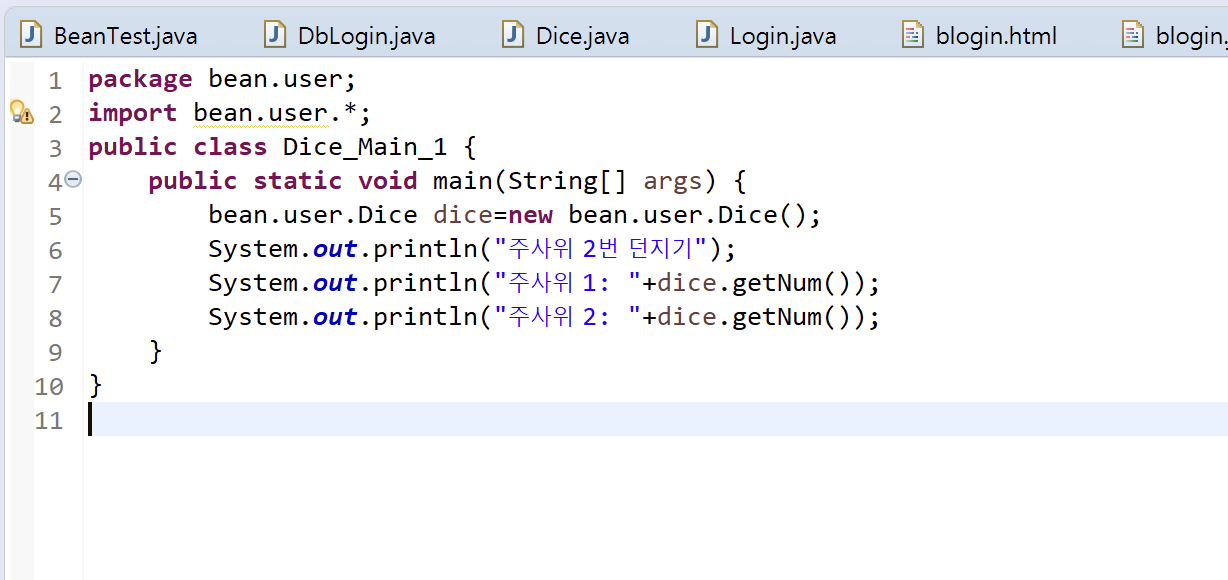 BeanTest.java DbLogin.java Dice.java Login.java blogin.html blogin.
1 package bean.user;
2 import bean.user.*;
3 public class Dice_Main_1 {
4 public static void main(String[] args) {
5 bean.user.Dice dice=new bean.user.Dice();
6 System.out.println("주사위 2번 던지기");
7 System.out.println("주사위 1: "+dice.getNum());
8 System.out.println("주사위 2: "+dice.getNum());
9 }
10 }
11